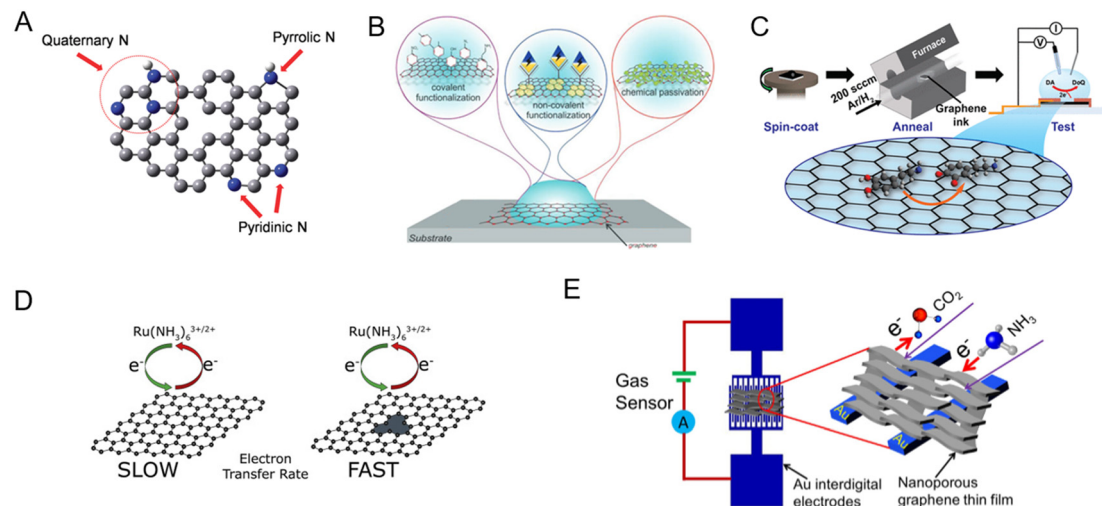 A
Quaternary N
Pyrrolic N
Pyridinic N
B
covalent
functionalization
non-covalent
functionalization
chemical passivation
Substrate
graphene
C
200 sccm
Ar/H₂
Furnace
Graphene
ink
Spin-coat
Anneal
Test
I
V
DA
DoQ
2e⁻
D
Ru(NH₃)₆³⁺/²⁺
e⁻
e⁻
SLOW
Electron
Transfer Rate
Ru(NH₃)₆³⁺/²⁺
e⁻
e⁻
FAST
E
Gas
Sensor
A
Au interdigital
electrodes
e⁻
CO₂
e⁻
NH₃
Au
Au
Nanoporous
graphene thin film